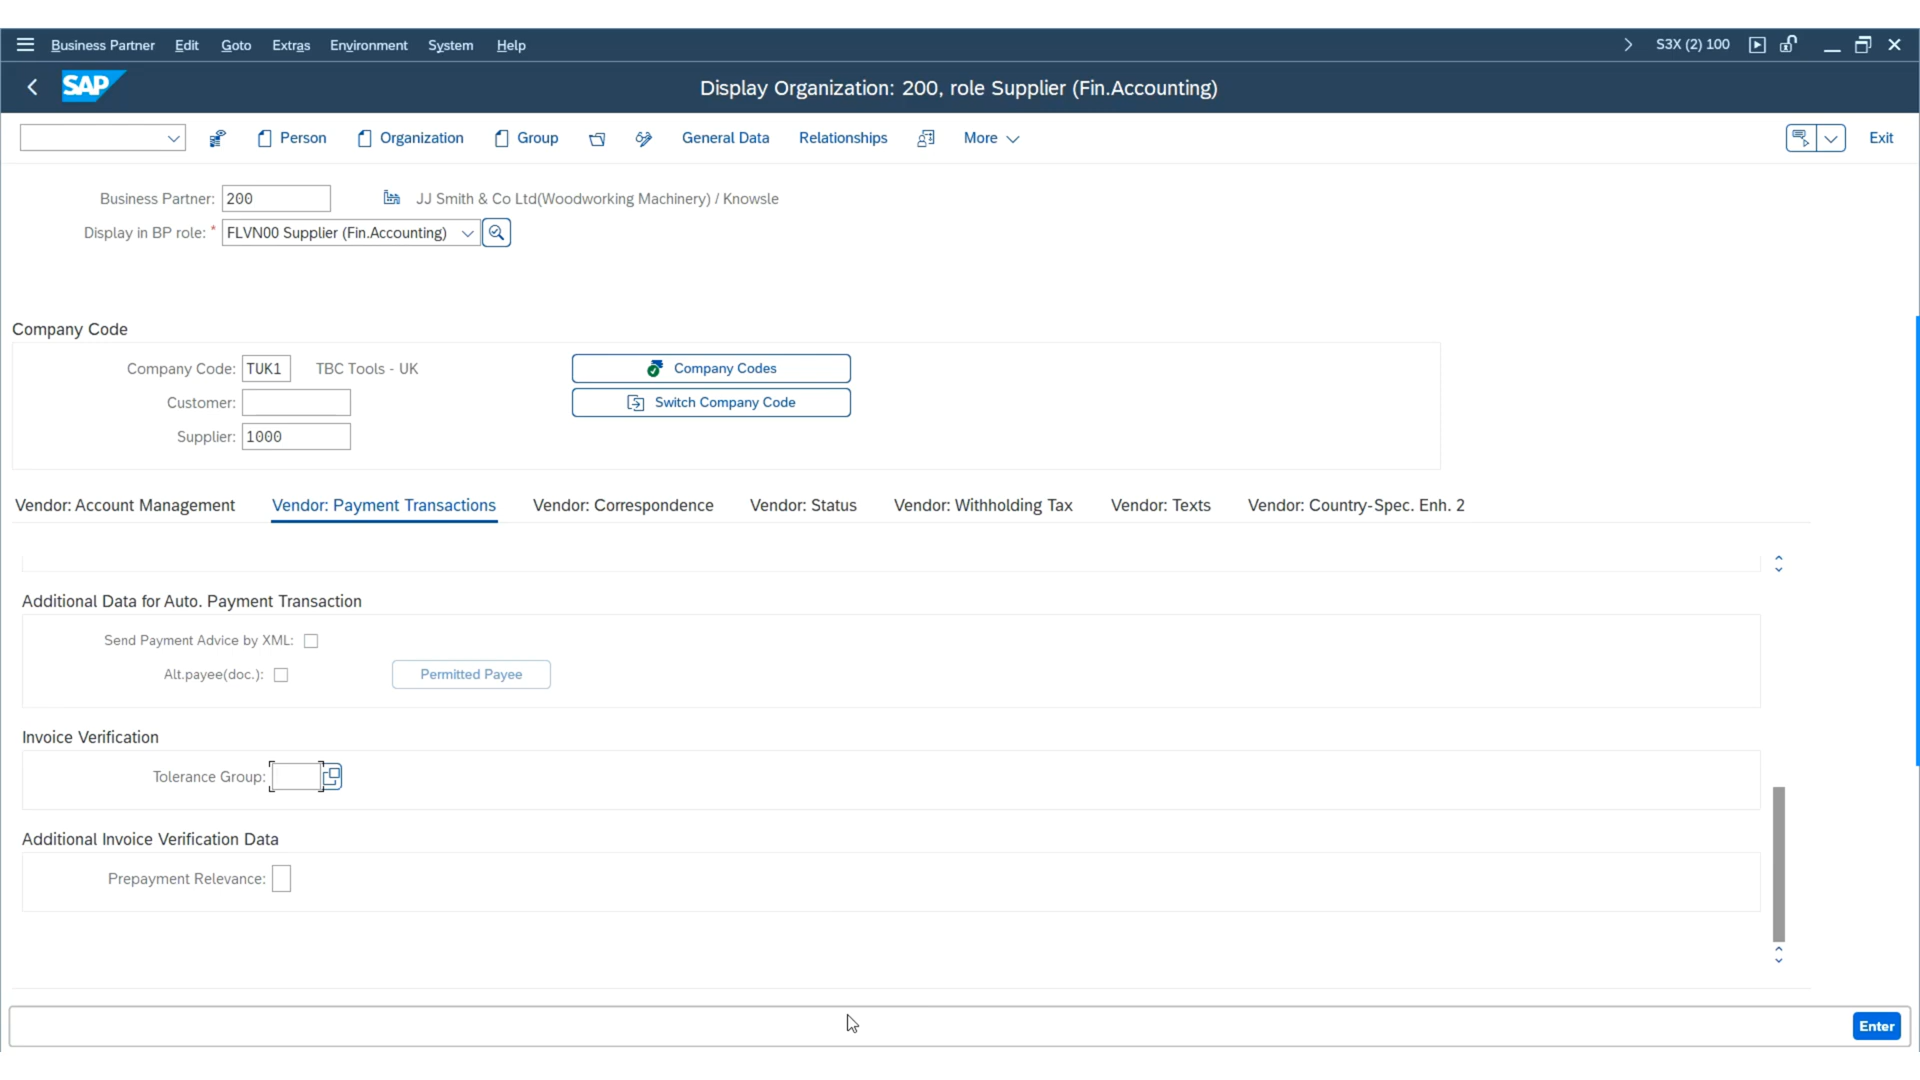 Business Partner Edit Goto Extras Environment System Help S3X (2) 100
SAP Display Organization: 200, role Supplier (Fin.Accounting)
Person Organization Group General Data Relationships More Exit
Business Partner: 200 JJ Smith & Co Ltd(Woodworking Machinery) / Knowsle
Display in BP role: * FLVN00 Supplier (Fin.Accounting)
Company Code
Company Code: TUK1 TBC Tools - UK Company Codes
Customer: Switch Company Code
Supplier: 1000
Vendor: Account Management Vendor: Payment Transactions Vendor: Correspondence Vendor: Status Vendor: Withholding Tax Vendor: Texts Vendor: Country-Spec. Enh. 2
Additional Data for Auto. Payment Transaction
Send Payment Advice by XML:
Alt.payee(doc.): Permitted Payee
Invoice Verification
Tolerance Group:
Additional Invoice Verification Data
Prepayment Relevance:
Enter